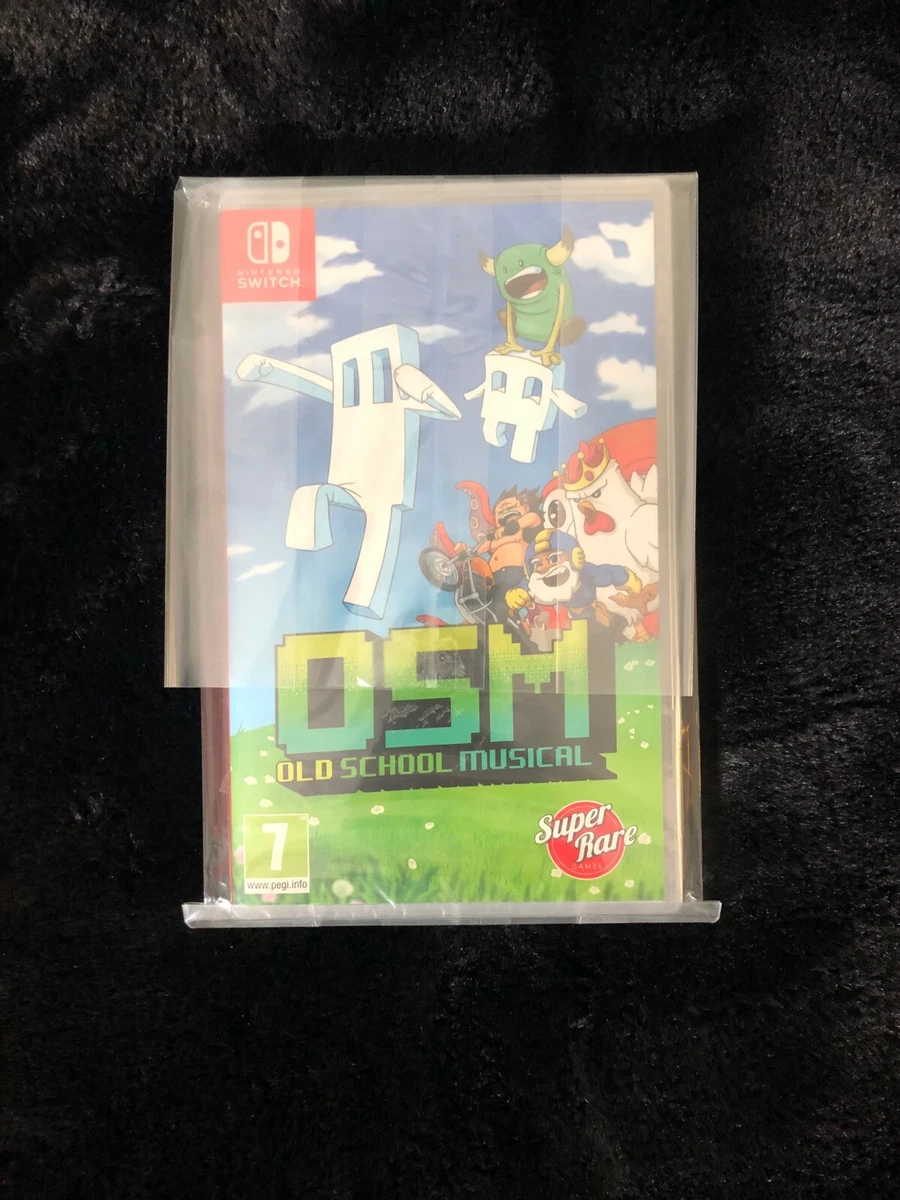 NINTENDO
SWITCH
OSM
OLD SCHOOL MUSICAL
7
www.pegi.info
Super
Rare
GAMES